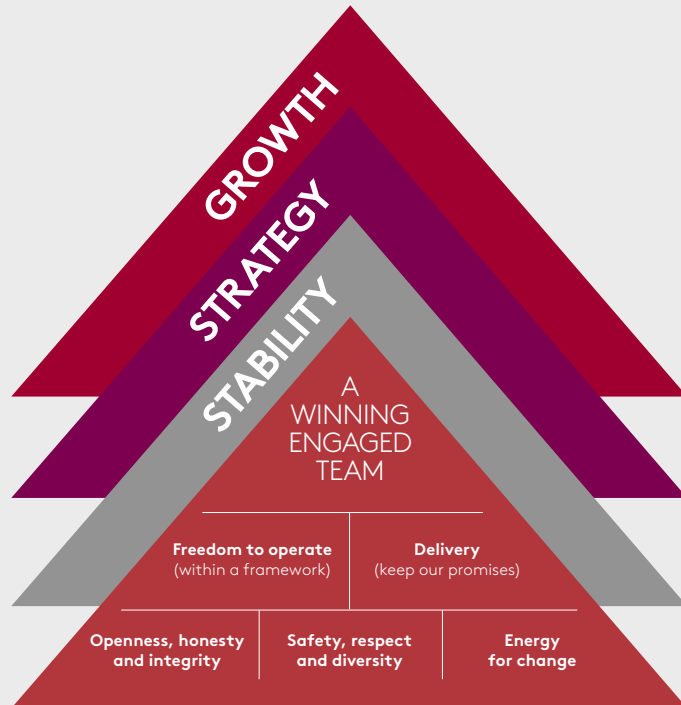 GROWTH
STRATEGY
STABILITY
A
WINNING
ENGAGED
TEAM
Freedom to operate
(within a framework)
Delivery
(keep our promises)
Openness, honesty
and integrity
Safety, respect
and diversity
Energy
for change